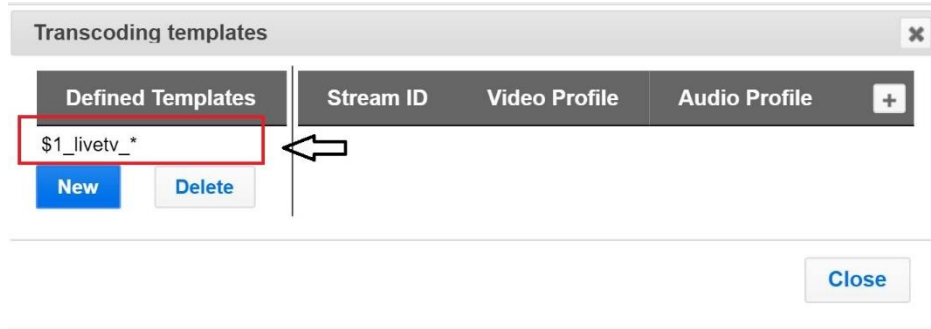 Transcoding templates
Defined Templates
Stream ID
Video Profile
Audio Profile
+
$1_livetv_*
New
Delete
Close